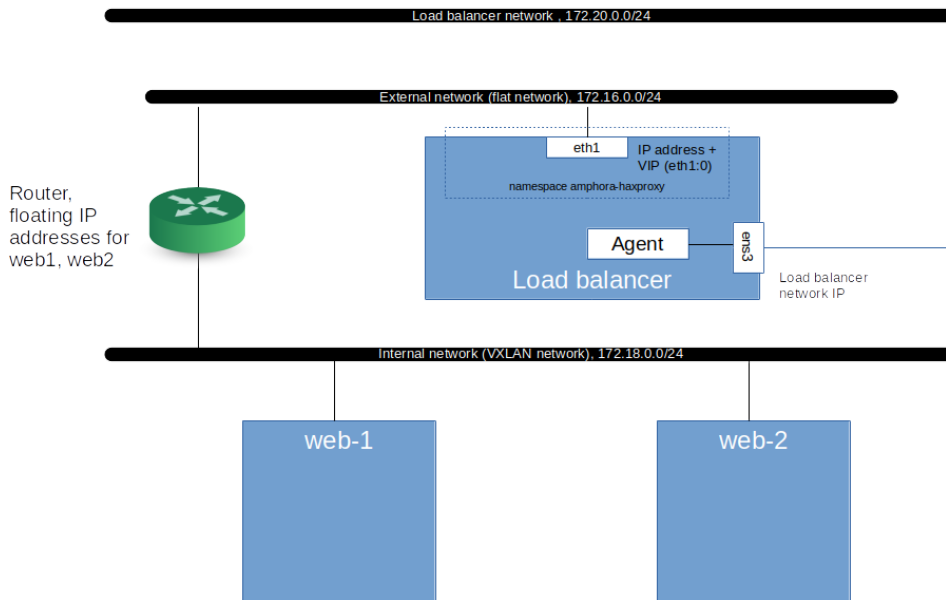 Load balancer network , 172.20.0.0/24
External network (flat network), 172.16.0.0/24
eth1
IP address +
VIP (eth1:0)
namespace amphora-haxproxy
Router,
floating IP
addresses for
web1, web2
Agent
ens3
Load balancer
Load balancer
network IP
Internal network (VXLAN network), 172.18.0.0/24
web-1
web-2